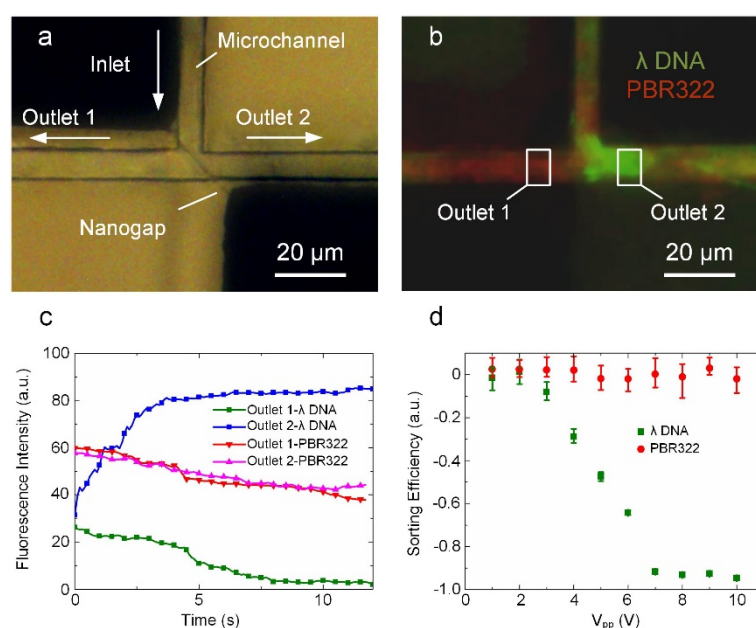 a
Microchannel
Inlet
Outlet 1
Outlet 2
Nanogap
20 μm
b
λ DNA
PBR322
Outlet 1
Outlet 2
20 μm
c
100
80
60
40
20
0
Fluorescence Intensity (a.u.)
Outlet 1-λ DNA
Outlet 2-λ DNA
Outlet 1-PBR322
Outlet 2-PBR322
0 5 10
Time (s)
d
0
-0.2
-0.4
-0.6
-0.8
-1.0
Sorting Efficiency (a.u.)
λ DNA
PBR322
0 2 4 6 8 10
Vpp (V)